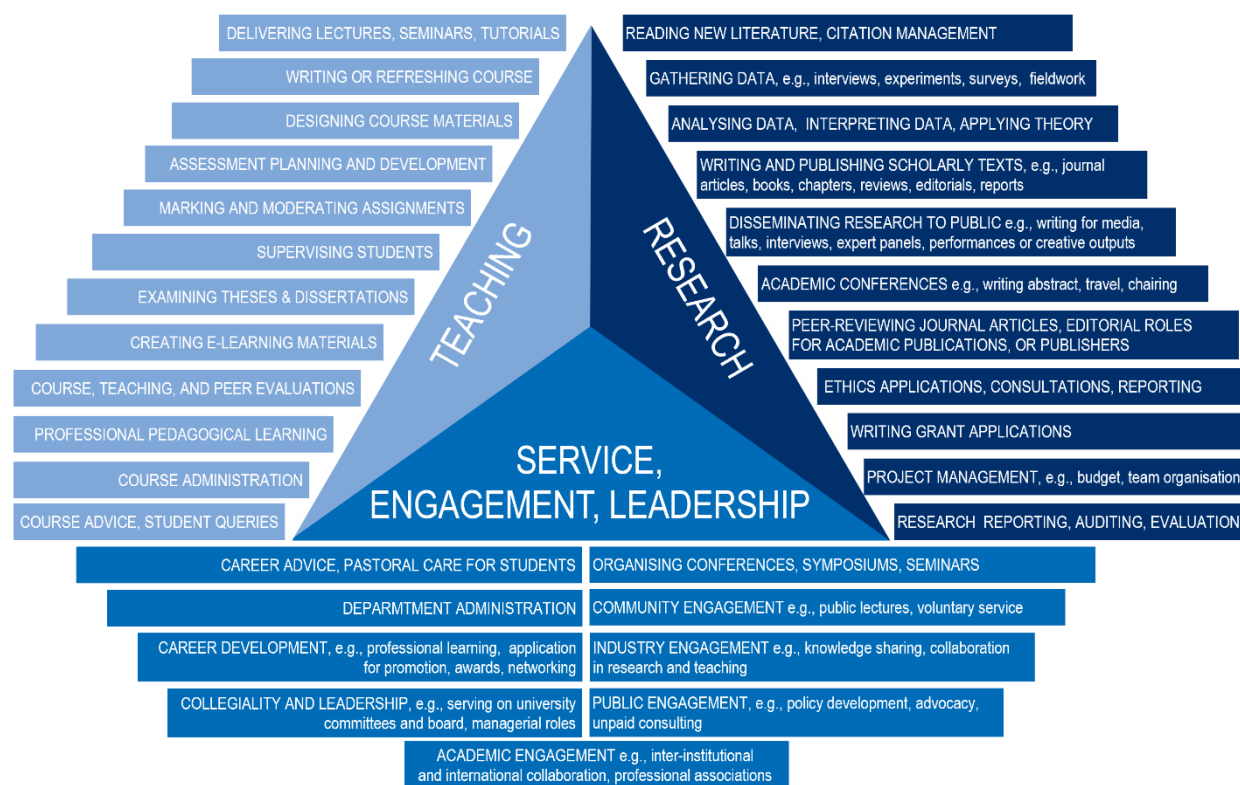 DELIVERING LECTURES, SEMINARS, TUTORIALS
WRITING OR REFRESHING COURSE
DESIGNING COURSE MATERIALS
ASSESSMENT PLANNING AND DEVELOPMENT
MARKING AND MODERATING ASSIGNMENTS
SUPERVISING STUDENTS
EXAMINING THESES & DISSERTATIONS
CREATING E-LEARNING MATERIALS
COURSE, TEACHING, AND PEER EVALUATIONS
PROFESSIONAL PEDAGOGICAL LEARNING
COURSE ADMINISTRATION
COURSE ADVICE, STUDENT QUERIES
TEACHING
RESEARCH
READING NEW LITERATURE, CITATION MANAGEMENT
GATHERING DATA, e.g., interviews, experiments, surveys, fieldwork
ANALYSING DATA, INTERPRETING DATA, APPLYING THEORY
WRITING AND PUBLISHING SCHOLARLY TEXTS, e.g., journal
articles, books, chapters, reviews, editorials, reports
DISSEMINATING RESEARCH TO PUBLIC e.g., writing for media,
talks, interviews, expert panels, performances or creative outputs
ACADEMIC CONFERENCES e.g., writing abstract, travel, chairing
PEER-REVIEWING JOURNAL ARTICLES, EDITORIAL ROLES
FOR ACADEMIC PUBLICATIONS, OR PUBLISHERS
ETHICS APPLICATIONS, CONSULTATIONS, REPORTING
WRITING GRANT APPLICATIONS
PROJECT MANAGEMENT, e.g., budget, team organisation
RESEARCH REPORTING, AUDITING, EVALUATION
SERVICE,
ENGAGEMENT, LEADERSHIP
CAREER ADVICE, PASTORAL CARE FOR STUDENTS
DEPARMTMENT ADMINISTRATION
CAREER DEVELOPMENT, e.g., professional learning, application
for promotion, awards, networking
COLLEGIALITY AND LEADERSHIP, e.g., serving on university
committees and board, managerial roles
ORGANISING CONFERENCES, SYMPOSIUMS, SEMINARS
COMMUNITY ENGAGEMENT e.g., public lectures, voluntary service
INDUSTRY ENGAGEMENT e.g., knowledge sharing, collaboration
in research and teaching
PUBLIC ENGAGEMENT, e.g., policy development, advocacy,
unpaid consulting
ACADEMIC ENGAGEMENT e.g., inter-institutional
and international collaboration, professional associations